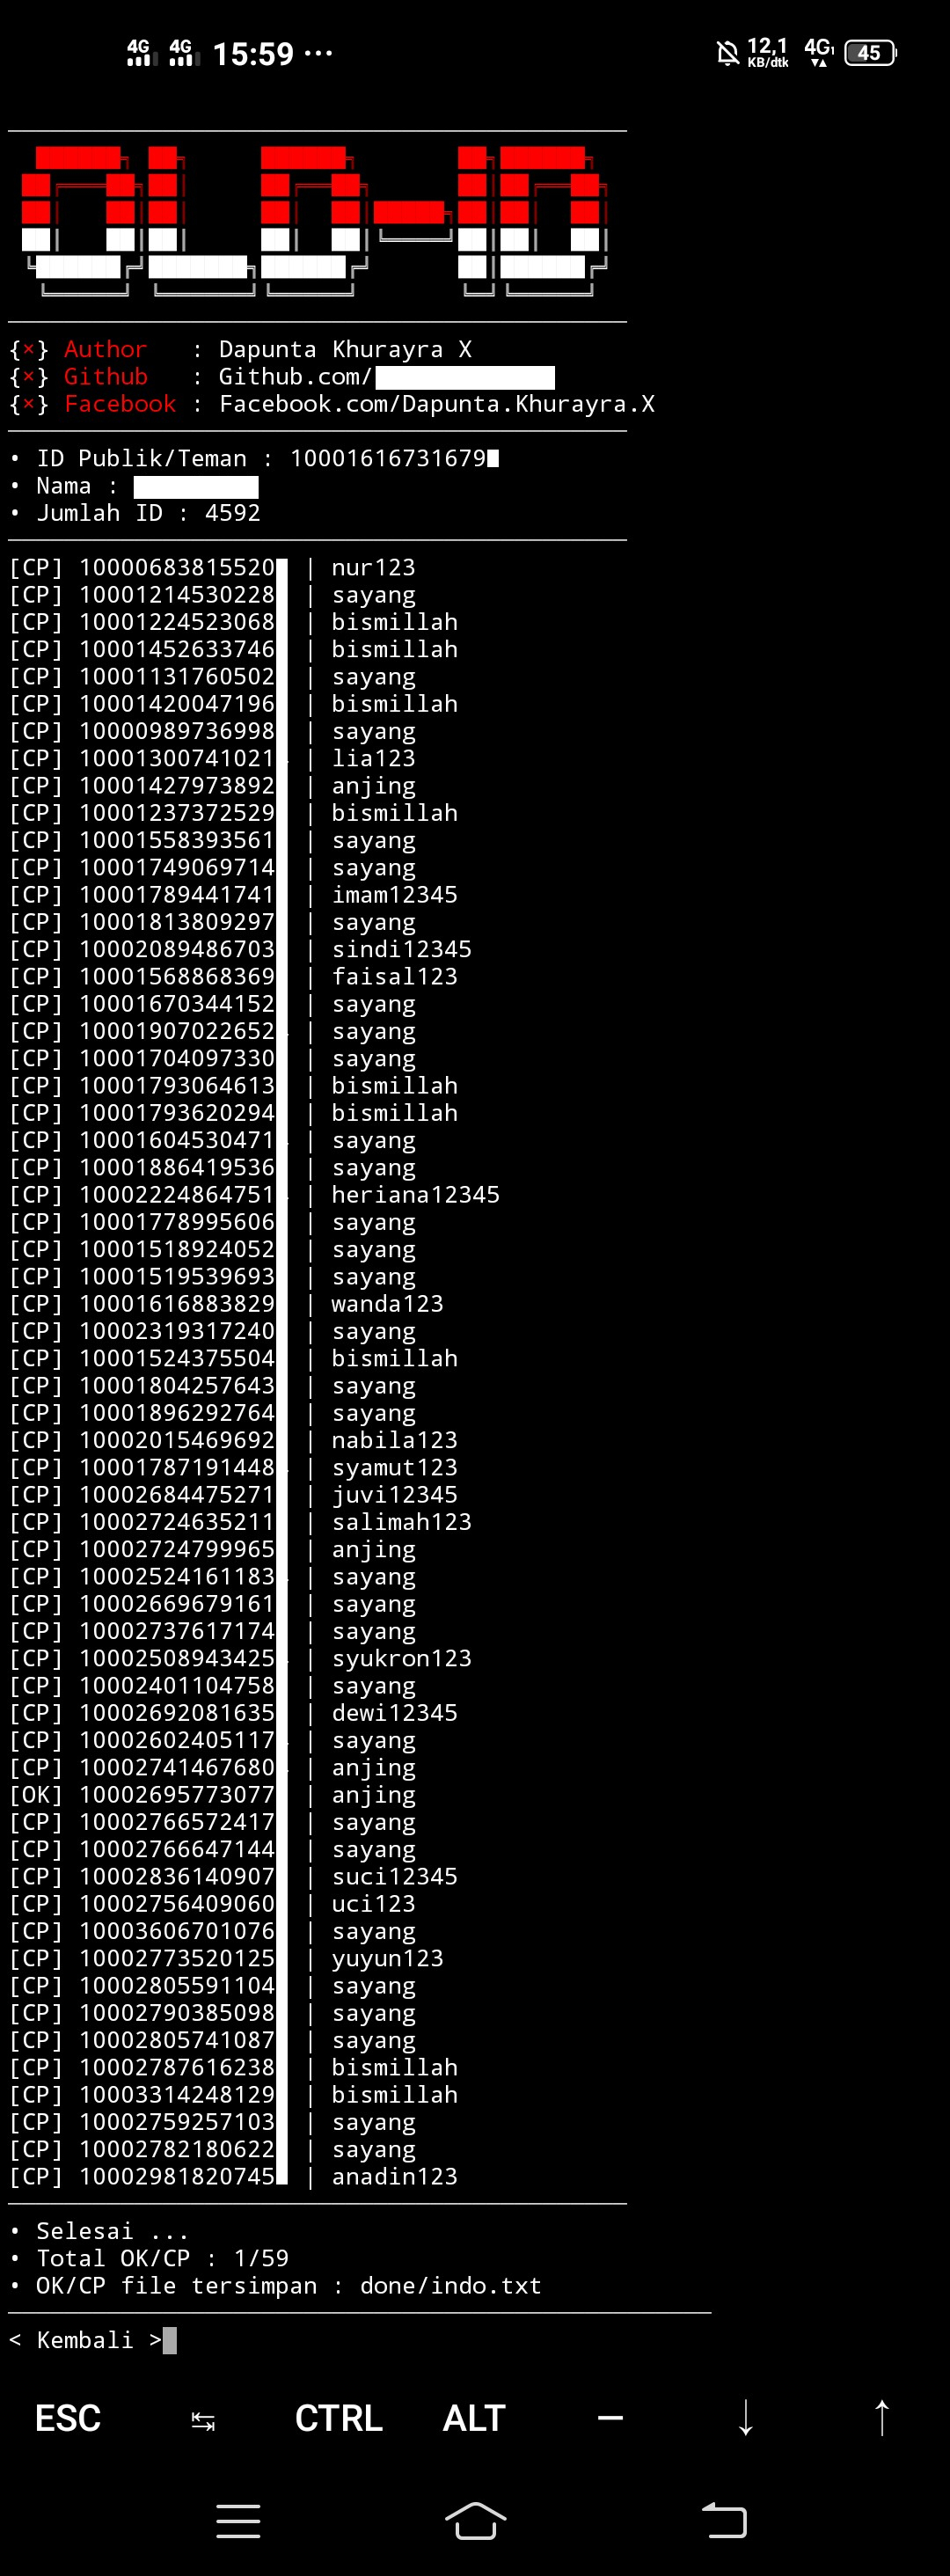 4G 4G 15:59 ··· 12,1 KB/dtk 4G 45
OLD-ID
{×} Author : Dapunta Khurayra X
{×} Github : Github.com/
{×} Facebook : Facebook.com/Dapunta.Khurayra.X
• ID Publik/Teman : 10001616731679
• Nama :
• Jumlah ID : 4592
[CP] 10000683815520 | nur123
[CP] 10001214530228 | sayang
[CP] 10001224523068 | bismillah
[CP] 10001452633746 | bismillah
[CP] 10001131760502 | sayang
[CP] 10001420047196 | bismillah
[CP] 10000989736998 | sayang
[CP] 10001300741021 | lia123
[CP] 10001427973892 | anjing
[CP] 10001237372529 | bismillah
[CP] 10001558393561 | sayang
[CP] 10001749069714 | sayang
[CP] 10001789441741 | imam12345
[CP] 10001813809297 | sayang
[CP] 10002089486703 | sindi12345
[CP] 10001568868369 | faisal123
[CP] 10001670344152 | sayang
[CP] 10001907022652 | sayang
[CP] 10001704097330 | sayang
[CP] 10001793064613 | bismillah
[CP] 10001793620294 | bismillah
[CP] 10001604530471 | sayang
[CP] 10001886419536 | sayang
[CP] 10002224864751 | heriana12345
[CP] 10001778995606 | sayang
[CP] 10001518924052 | sayang
[CP] 10001519539693 | sayang
[CP] 10001616883829 | wanda123
[CP] 10002319317240 | sayang
[CP] 10001524375504 | bismillah
[CP] 10001804257643 | sayang
[CP] 10001896292764 | sayang
[CP] 10002015469692 | nabila123
[CP] 10001787191448 | syamut123
[CP] 10002684475271 | juvi12345
[CP] 10002724635211 | salimah123
[CP] 10002724799965 | anjing
[CP] 10002524161183 | sayang
[CP] 10002669679161 | sayang
[CP] 10002737617174 | sayang
[CP] 10002508943425 | syukron123
[CP] 10002401104758 | sayang
[CP] 10002692081635 | dewi12345
[CP] 10002602405117 | sayang
[CP] 10002741467680 | anjing
[OK] 10002695773077 | anjing
[CP] 10002766572417 | sayang
[CP] 10002766647144 | sayang
[CP] 10002836140907 | suci12345
[CP] 10002756409060 | uci123
[CP] 10003606701076 | sayang
[CP] 10002773520125 | yuyun123
[CP] 10002805591104 | sayang
[CP] 10002790385098 | sayang
[CP] 10002805741087 | sayang
[CP] 10002787616238 | bismillah
[CP] 10003314248129 | bismillah
[CP] 10002759257103 | sayang
[CP] 10002782180622 | sayang
[CP] 10002981820745 | anadin123
• Selesai ...
• Total OK/CP : 1/59
• OK/CP file tersimpan : done/indo.txt
< Kembali >
ESC ⇆ CTRL ALT — ↓ ↑